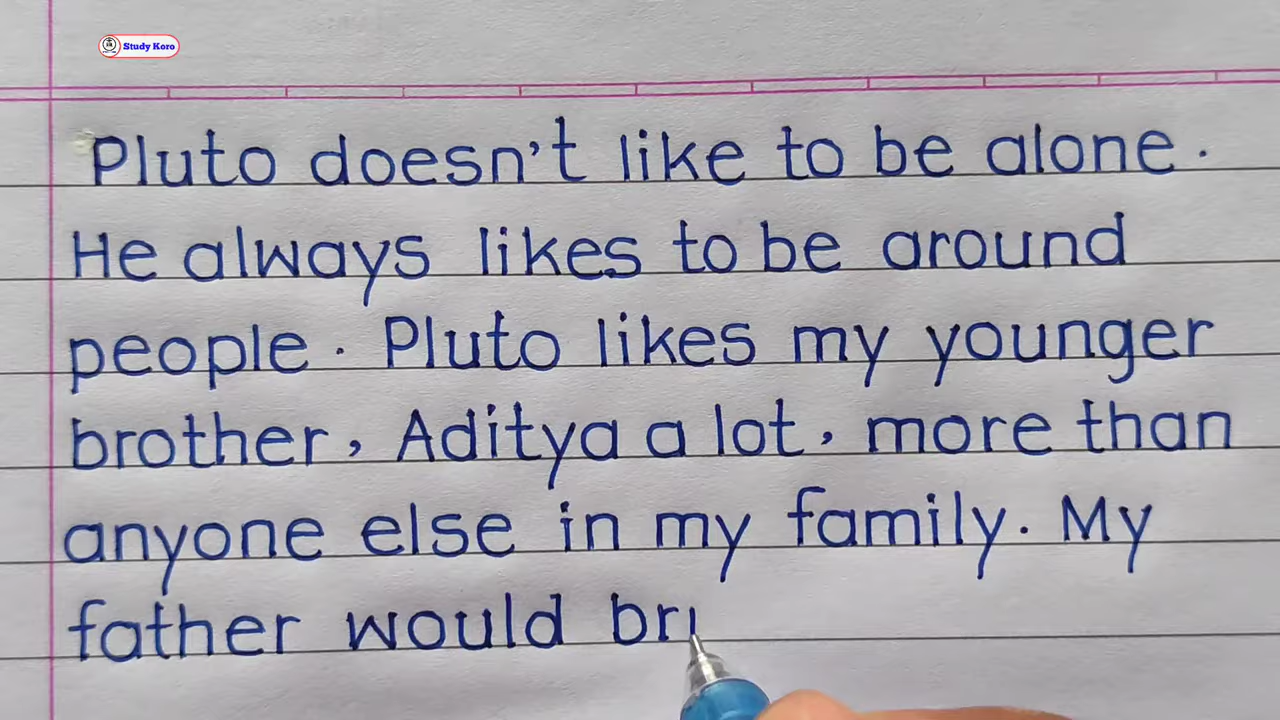 Study Koro
Pluto doesn't like to be alone.
He always likes to be around
people. Pluto likes my younger
brother, Aditya a lot, more than
anyone else in my family. My
father would bri